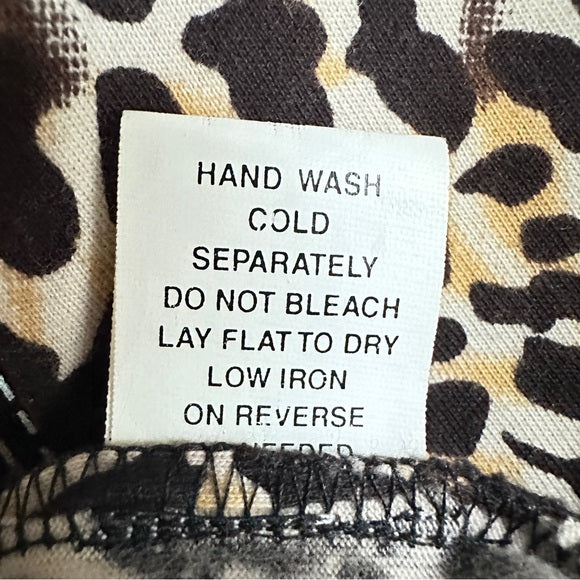 HAND WASH
COLD
SEPARATELY
DO NOT BLEACH
LAY FLAT TO DRY
LOW IRON
ON REVERSE